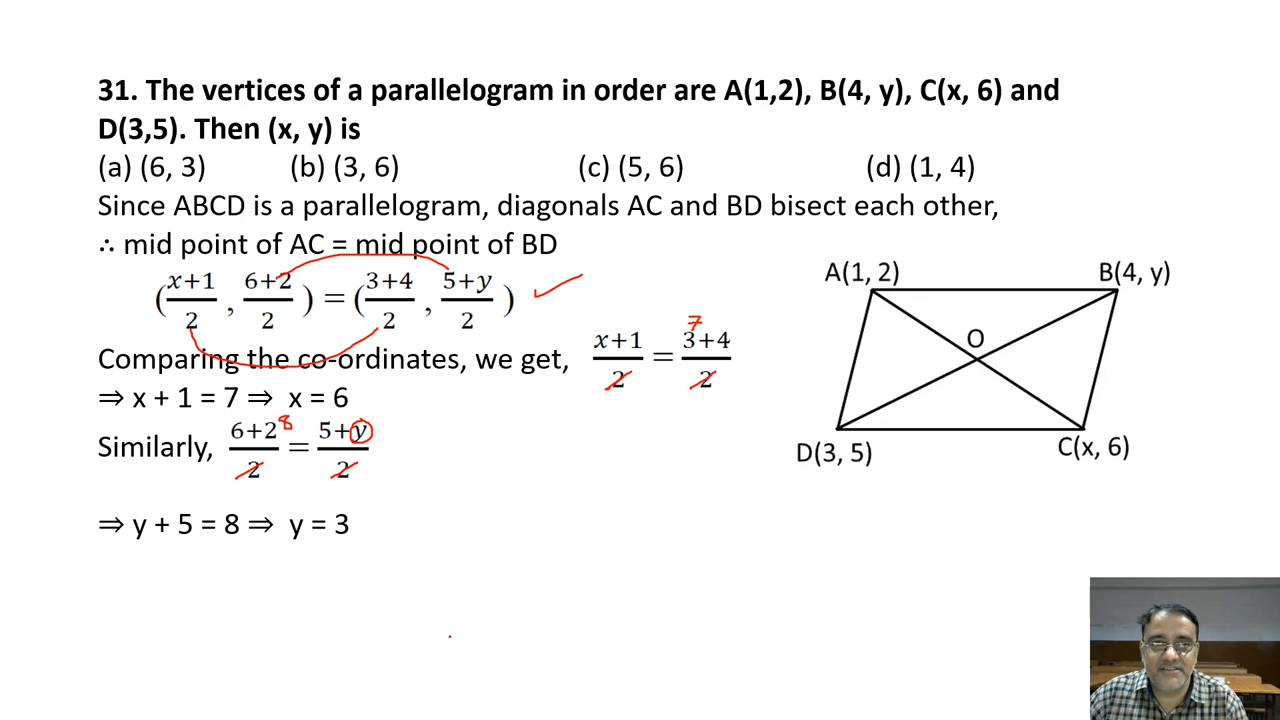 31. The vertices of a parallelogram in order are A(1,2), B(4, y), C(x, 6) and
D(3,5). Then (x, y) is
(a) (6, 3) (b) (3, 6) (c) (5, 6) (d) (1, 4)
Since ABCD is a parallelogram, diagonals AC and BD bisect each other,
∴ mid point of AC = mid point of BD
(x+1/2 , 6+2/2) = (3+4/2 , 5+y/2)
Comparing the co-ordinates, we get, x+1/2 = 3+4/2
7
⇒ x + 1 = 7 ⇒ x = 6
Similarly, 6+2/2 = 5+y/2
8
⇒ y + 5 = 8 ⇒ y = 3
A(1, 2) B(4, y)
O
D(3, 5) C(x, 6)